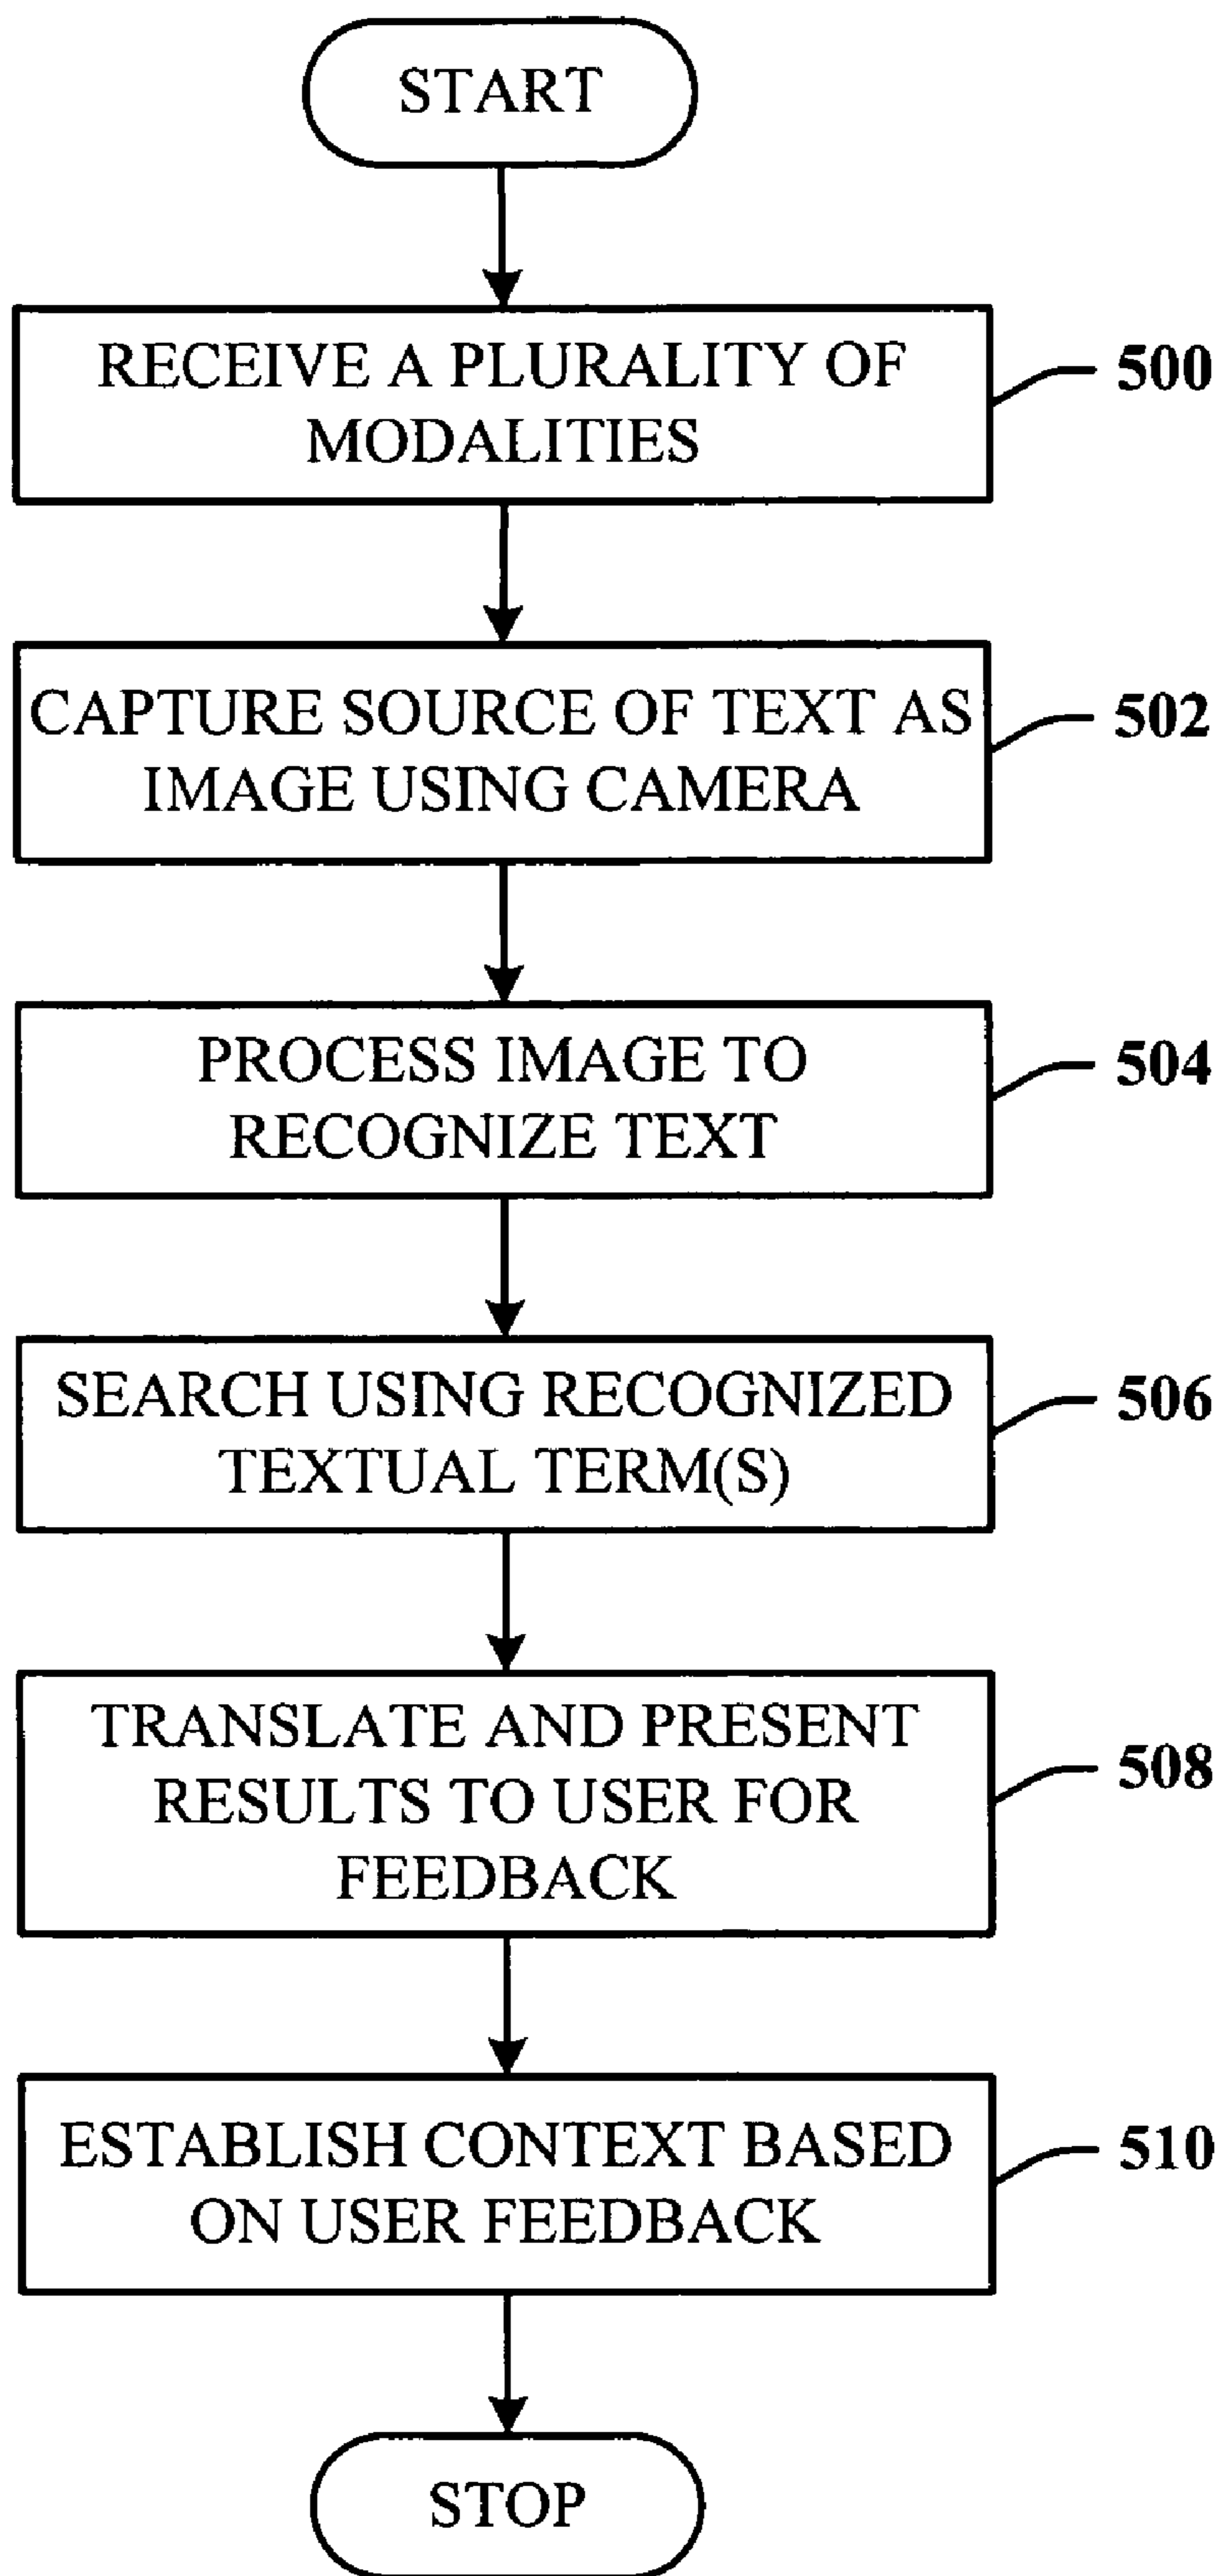 START
RECEIVE A PLURALITY OF
MODALITIES
500
CAPTURE SOURCE OF TEXT AS
IMAGE USING CAMERA
502
PROCESS IMAGE TO
RECOGNIZE TEXT
504
SEARCH USING RECOGNIZED
TEXTUAL TERM(S)
506
TRANSLATE AND PRESENT
RESULTS TO USER FOR
FEEDBACK
508
ESTABLISH CONTEXT BASED
ON USER FEEDBACK
510
STOP